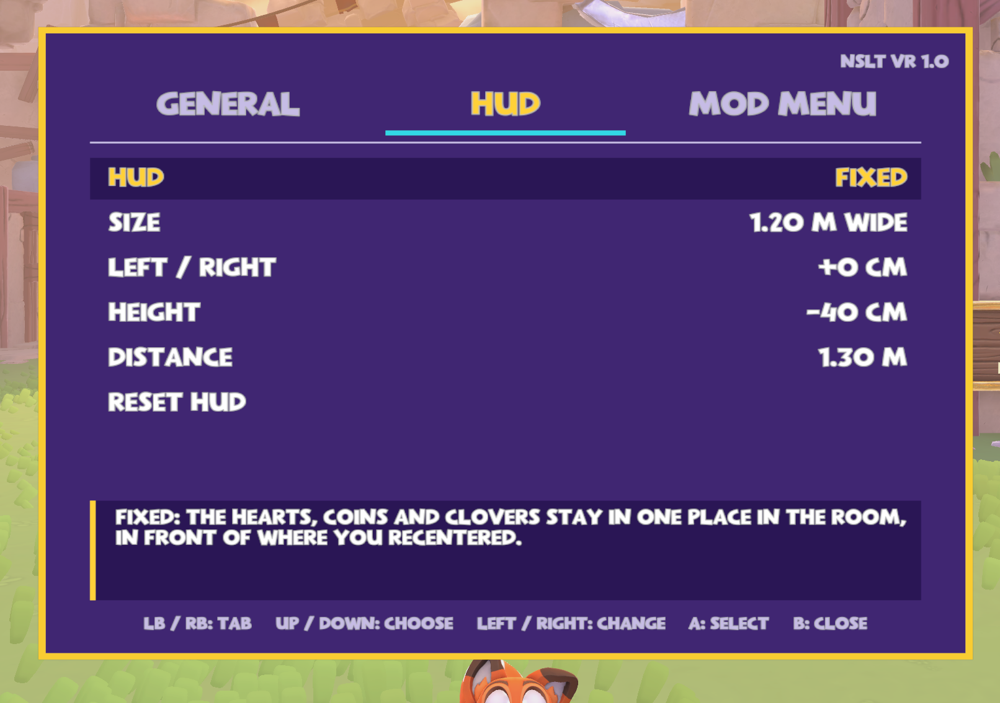 NSLT VR 1.0
GENERAL HUD MOD MENU
HUD FIXED
SIZE 1.20 M WIDE
LEFT / RIGHT +0 CM
HEIGHT -40 CM
DISTANCE 1.30 M
RESET HUD
FIXED: THE HEARTS, COINS AND CLOVERS STAY IN ONE PLACE IN THE ROOM,
IN FRONT OF WHERE YOU RECENTERED.
LB / RB: TAB UP / DOWN: CHOOSE LEFT / RIGHT: CHANGE A: SELECT B: CLOSE